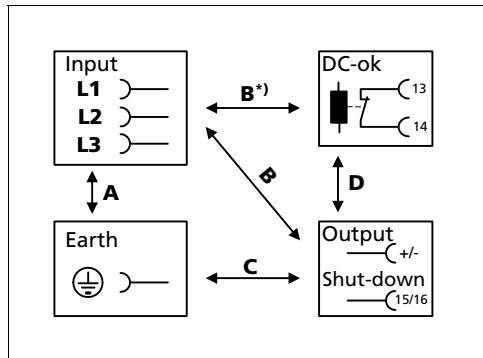 Input
L1
L2
L3
B*)
DC-ok
13
14
A
B
D
Earth
C
Output
+/-
Shut-down
15/16